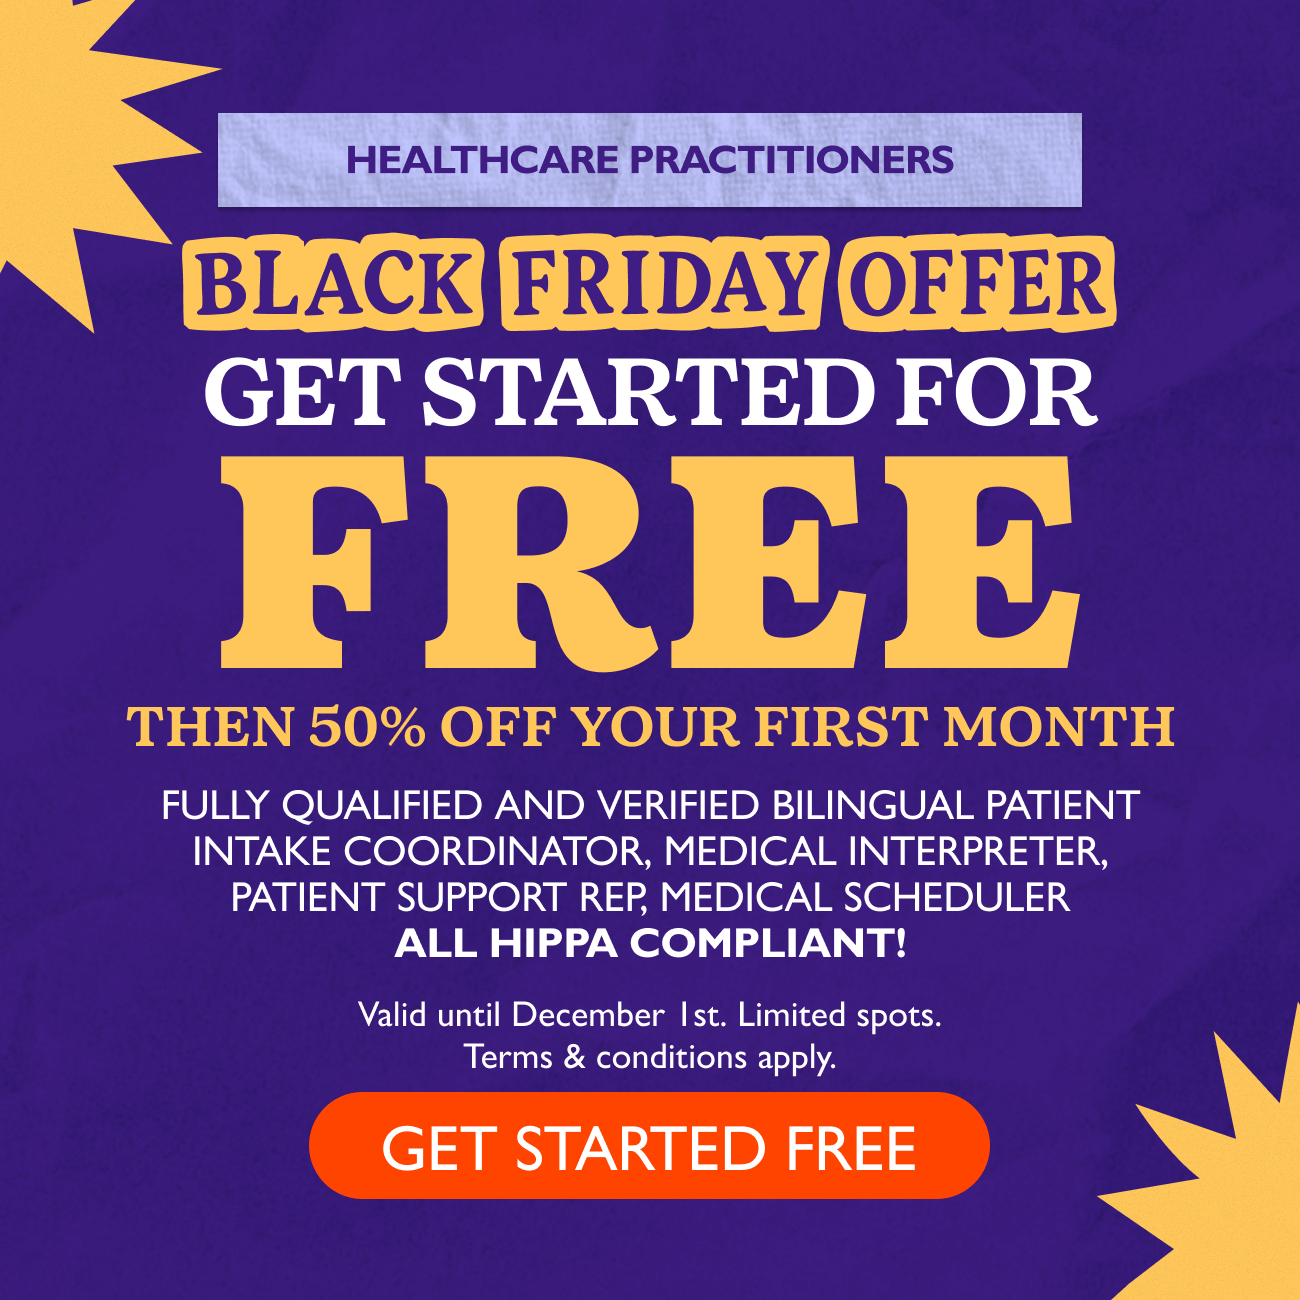 HEALTHCARE PRACTITIONERS
BLACK FRIDAY OFFER
GET STARTED FOR
FREE
THEN 50% OFF YOUR FIRST MONTH
FULLY QUALIFIED AND VERIFIED BILINGUAL PATIENT
INTAKE COORDINATOR, MEDICAL INTERPRETER,
PATIENT SUPPORT REP, MEDICAL SCHEDULER
ALL HIPPA COMPLIANT!
Valid until December 1st. Limited spots.
Terms & conditions apply.
GET STARTED FREE